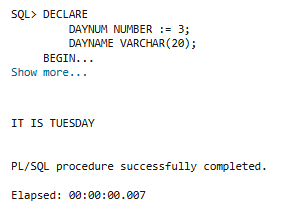 SQL> DECLARE
DAYNUM NUMBER := 3;
DAYNAME VARCHAR(20);
BEGIN...
Show more...
IT IS TUESDAY
PL/SQL procedure successfully completed.
Elapsed: 00:00:00.007